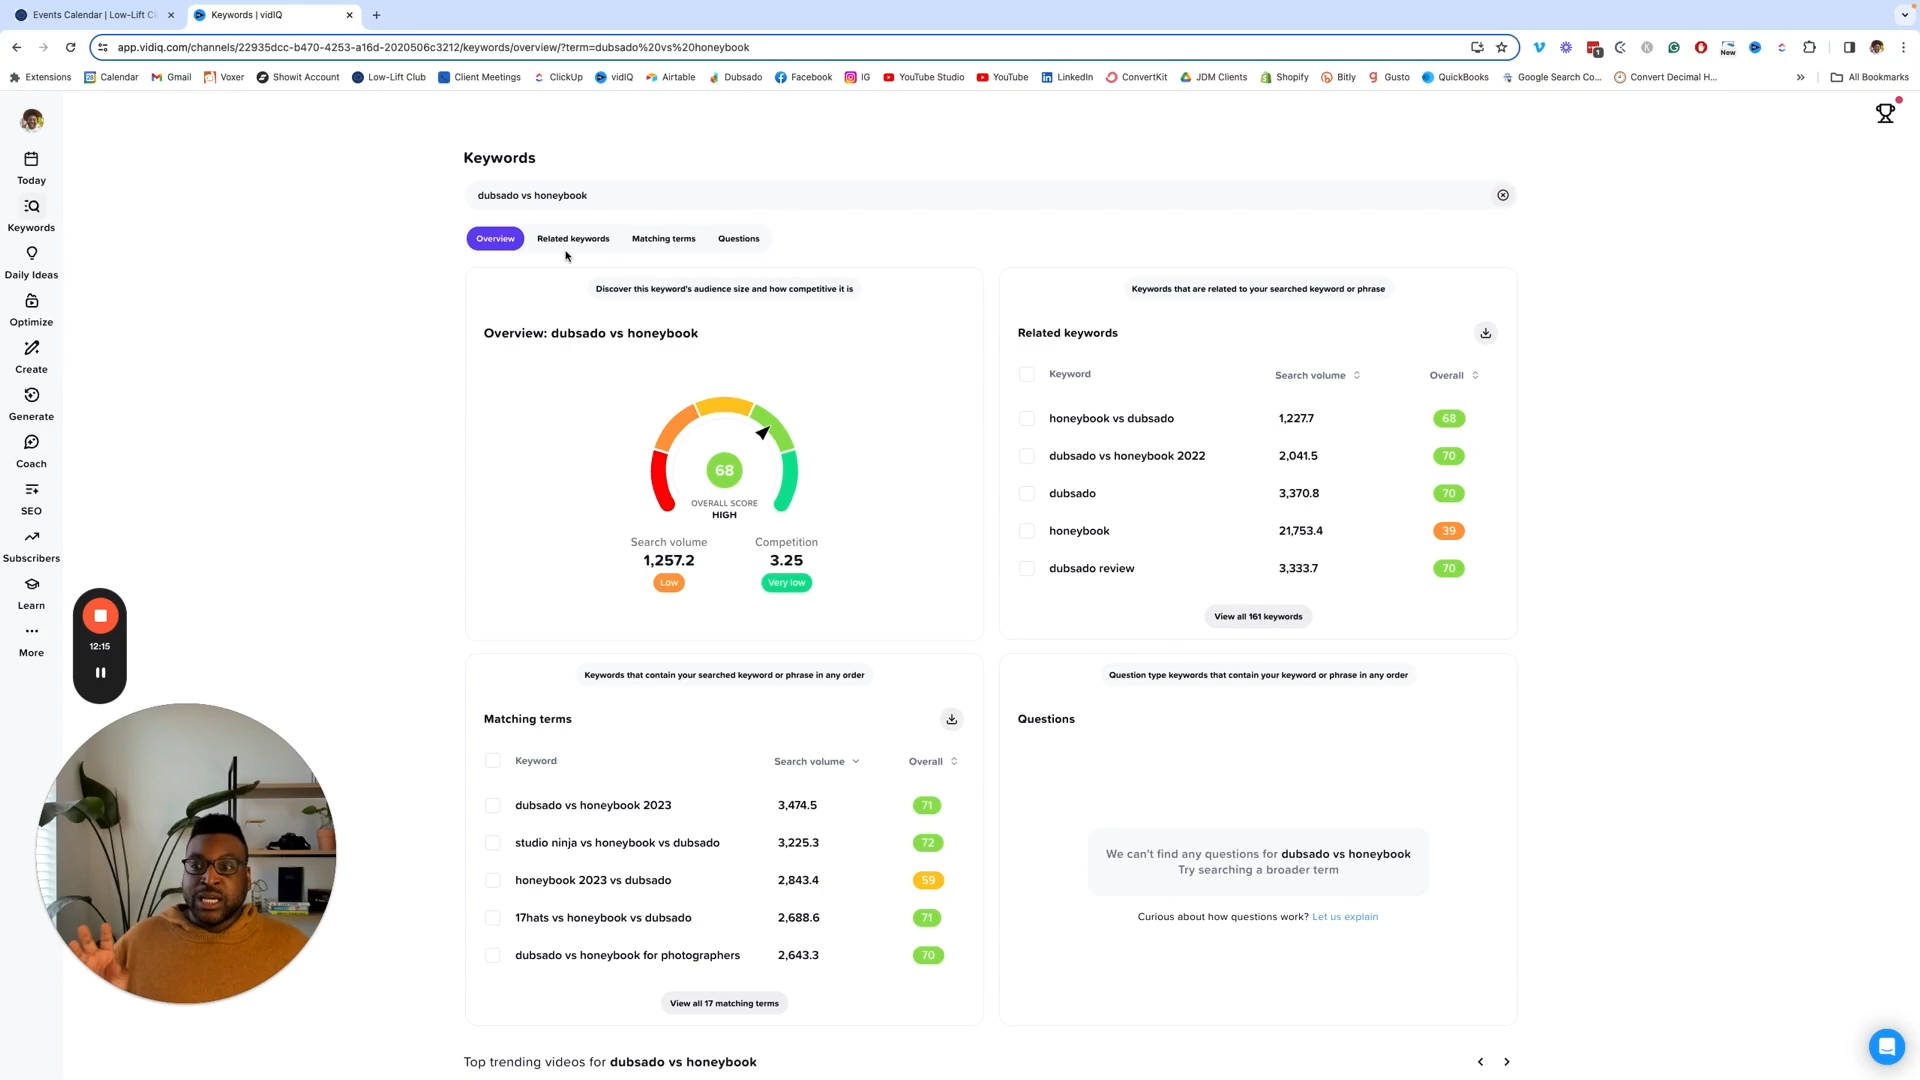 Events Calendar | Low-Lift Cl
Keywords | vidIQ
app.vidiq.com/channels/22935dcc-b470-4253-a16d-2020506c3212/keywords/overview/?term=dubsado%20vs%20honeybook
New
1
Extensions
Calendar
Gmail
Voxer
Showit Account
Low-Lift Club
Client Meetings
ClickUp
vidIQ
Airtable
Dubsado
Facebook
IG
YouTube Studio
YouTube
LinkedIn
ConvertKit
JDM Clients
Shopify
Bitly
Gusto
QuickBooks
Google Search Co...
Convert Decimal H...
All Bookmarks
Today
Keywords
Daily Ideas
Optimize
Create
Generate
Coach
SEO
Subscribers
Learn
More
12:15
Keywords
dubsado vs honeybook
Overview
Related keywords
Matching terms
Questions
Discover this keyword's audience size and how competitive it is
Overview: dubsado vs honeybook
68
OVERALL SCORE
HIGH
Search volume
1,257.2
Low
Competition
3.25
Very low
Keywords that are related to your searched keyword or phrase
Related keywords
Keyword Search volume Overall
honeybook vs dubsado 1,227.7 68
dubsado vs honeybook 2022 2,041.5 70
dubsado 3,370.8 70
honeybook 21,753.4 39
dubsado review 3,333.7 70
View all 161 keywords
Keywords that contain your searched keyword or phrase in any order
Matching terms
Keyword Search volume Overall
dubsado vs honeybook 2023 3,474.5 71
studio ninja vs honeybook vs dubsado 3,225.3 72
honeybook 2023 vs dubsado 2,843.4 59
17hats vs honeybook vs dubsado 2,688.6 71
dubsado vs honeybook for photographers 2,643.3 70
View all 17 matching terms
Question type keywords that contain your keyword or phrase in any order
Questions
We can't find any questions for dubsado vs honeybook
Try searching a broader term
Curious about how questions work? Let us explain
Top trending videos for dubsado vs honeybook